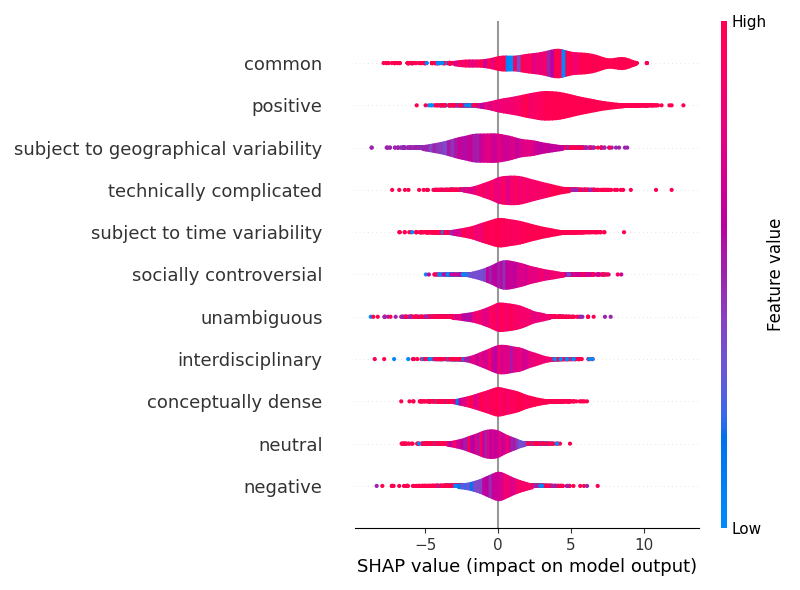 High
common
positive
subject to geographical variability
technically complicated
subject to time variability
socially controversial
unambiguous
interdisciplinary
conceptually dense
neutral
negative
Feature value
Low
−5 0 5 10
SHAP value (impact on model output)